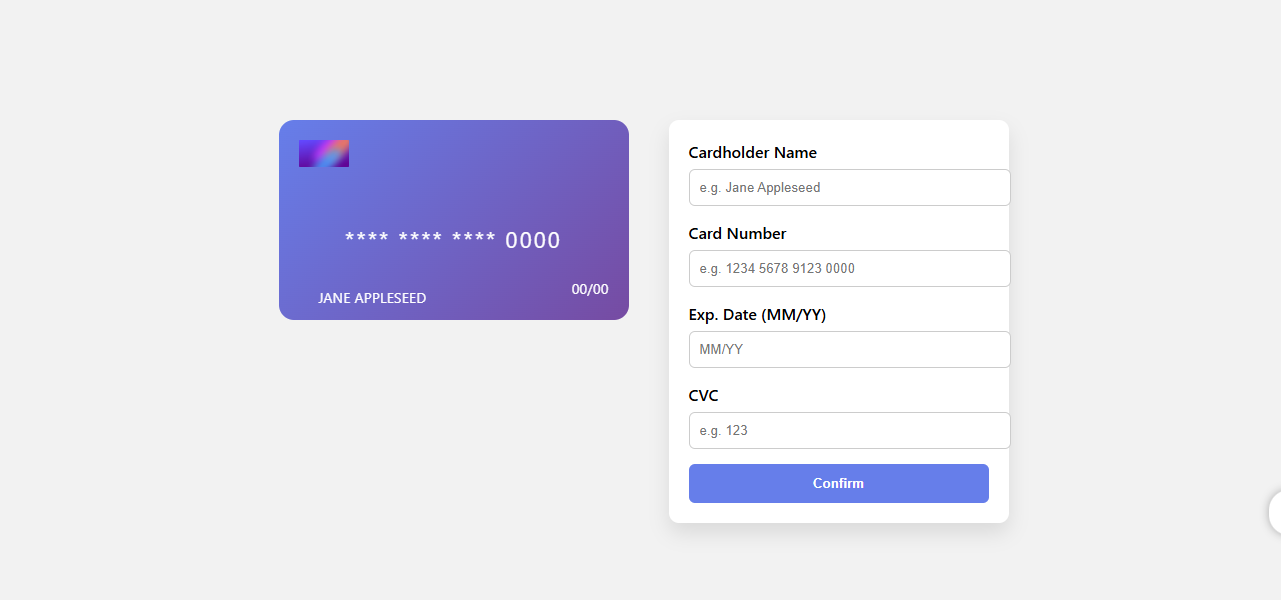 **** **** **** 0000
JANE APPLESEED
00/00
Cardholder Name
e.g. Jane Appleseed
Card Number
e.g. 1234 5678 9123 0000
Exp. Date (MM/YY)
MM/YY
CVC
e.g. 123
Confirm